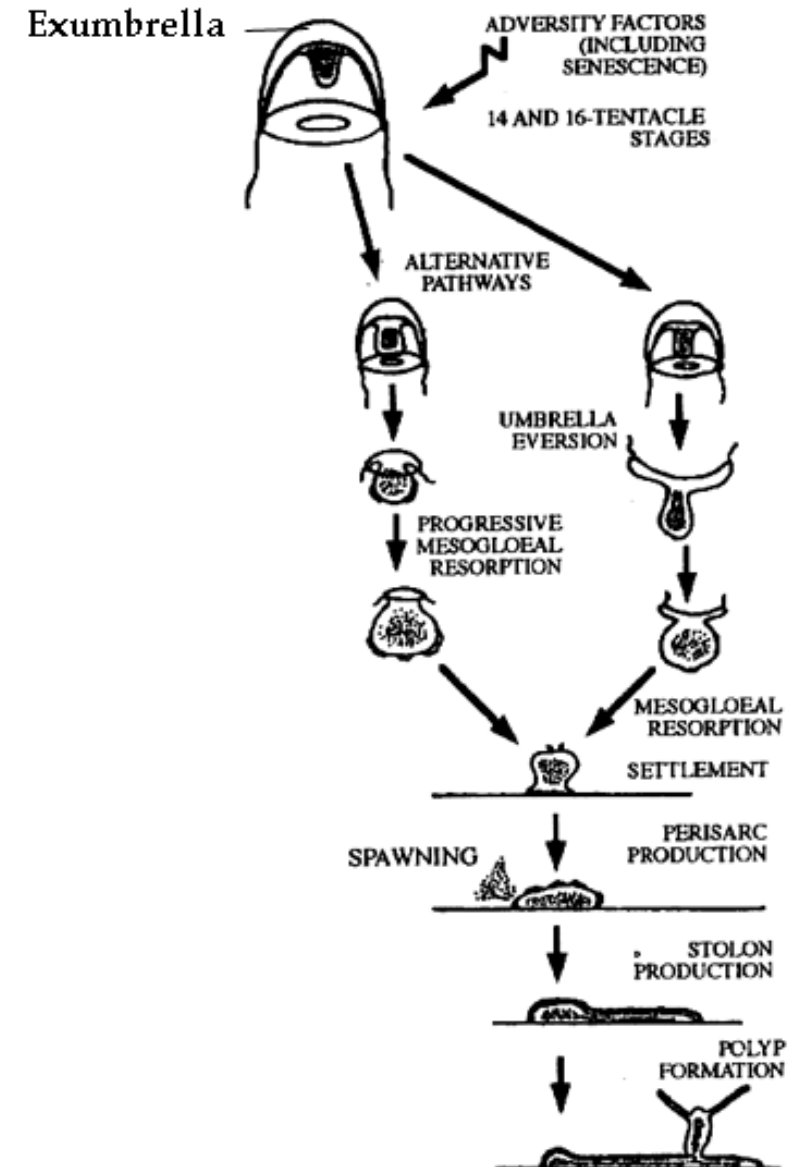 Exumbrella
ADVERSITY FACTORS
(INCLUDING
SENESCENCE)
14 AND 16-TENTACLE
STAGES
ALTERNATIVE
PATHWAYS
UMBRELLA
EVERSION
PROGRESSIVE
MESOGLOEAL
RESORPTION
MESOGLOEAL
RESORPTION
SETTLEMENT
PERISARC
PRODUCTION
SPAWNING
STOLON
PRODUCTION
POLYP
FORMATION